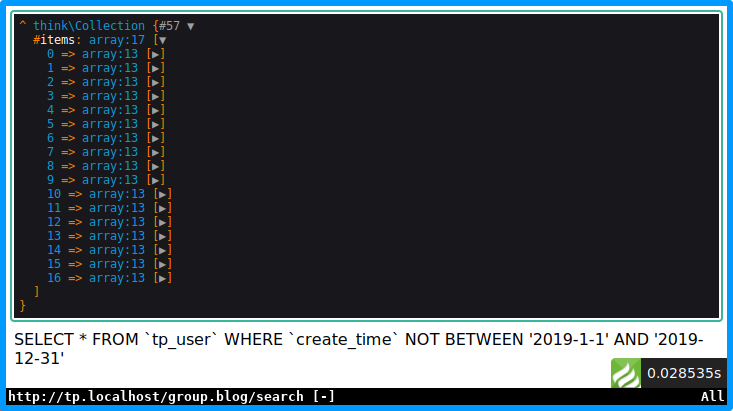 ^ think\Collection {#57 ▼
  #items: array:17 [▼
    0 => array:13 [▶]
    1 => array:13 [▶]
    2 => array:13 [▶]
    3 => array:13 [▶]
    4 => array:13 [▶]
    5 => array:13 [▶]
    6 => array:13 [▶]
    7 => array:13 [▶]
    8 => array:13 [▶]
    9 => array:13 [▶]
    10 => array:13 [▶]
    11 => array:13 [▶]
    12 => array:13 [▶]
    13 => array:13 [▶]
    14 => array:13 [▶]
    15 => array:13 [▶]
    16 => array:13 [▶]
  ]
}
SELECT * FROM `tp_user` WHERE `create_time` NOT BETWEEN '2019-1-1' AND '2019-
12-31'
0.028535s
http://tp.localhost/group.blog/search [-] All